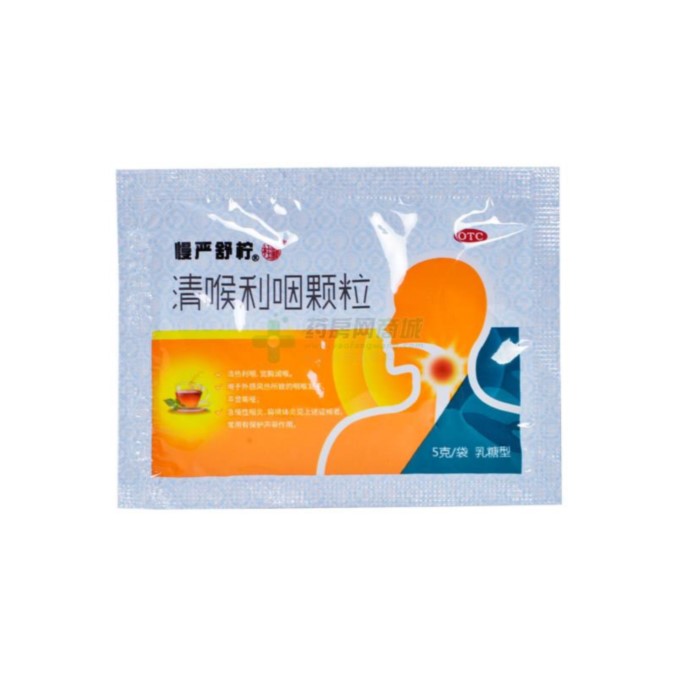 慢严舒柠®
OTC
清喉利咽颗粒
药房网商城
清热利咽,宽胸润喉。
用于外感风热所致的咽喉发干、
声音嘶哑;
急慢性咽炎、扁桃体炎见上述证候者,
常用有保护声带作用。
5克/袋 乳糖型